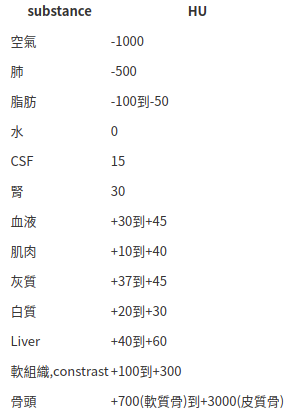 substance HU
空氣 -1000
肺 -500
脂肪 -100到-50
水 0
CSF 15
腎 30
血液 +30到+45
肌肉 +10到+40
灰質 +37到+45
白質 +20到+30
Liver +40到+60
軟組織,constrast +100到+300
骨頭 +700(軟質骨)到+3000(皮質骨)